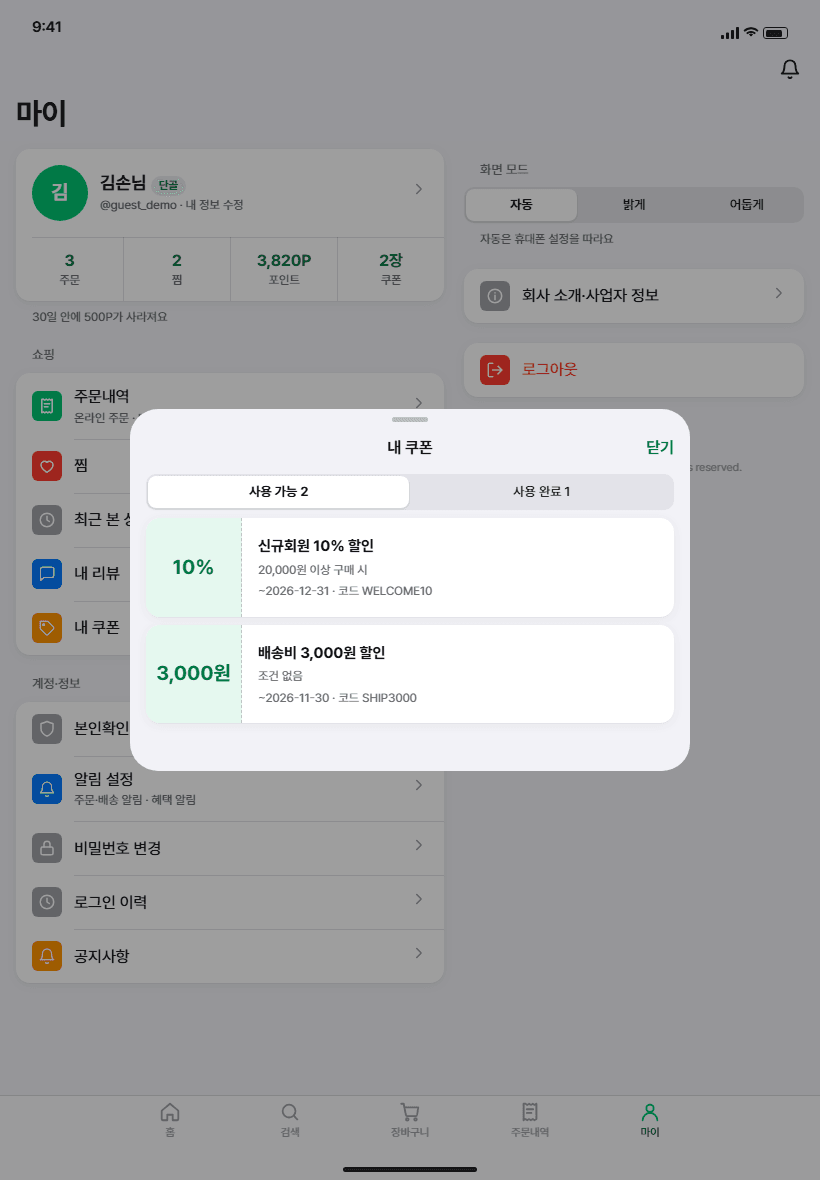 9:41
마이
김
김손님 단골
@guest_demo · 내 정보 수정
3 2 3,820P 2장
주문 찜 포인트 쿠폰
30일 안에 500P가 사라져요
쇼핑
주문내역
온라인 주문 ·
찜
최근 본
내 리뷰
내 쿠폰
계정·정보
본인확인
알림 설정
주문·배송 알림 · 혜택 알림
비밀번호 변경
로그인 이력
공지사항
화면 모드
자동 밝게 어둡게
자동은 휴대폰 설정을 따라요
회사 소개·사업자 정보
로그아웃
s reserved.
내 쿠폰 닫기
사용 가능 2 사용 완료 1
10%
신규회원 10% 할인
20,000원 이상 구매 시
~2026-12-31 · 코드 WELCOME10
3,000원
배송비 3,000원 할인
조건 없음
~2026-11-30 · 코드 SHIP3000
홈 검색 장바구니 주문내역 마이